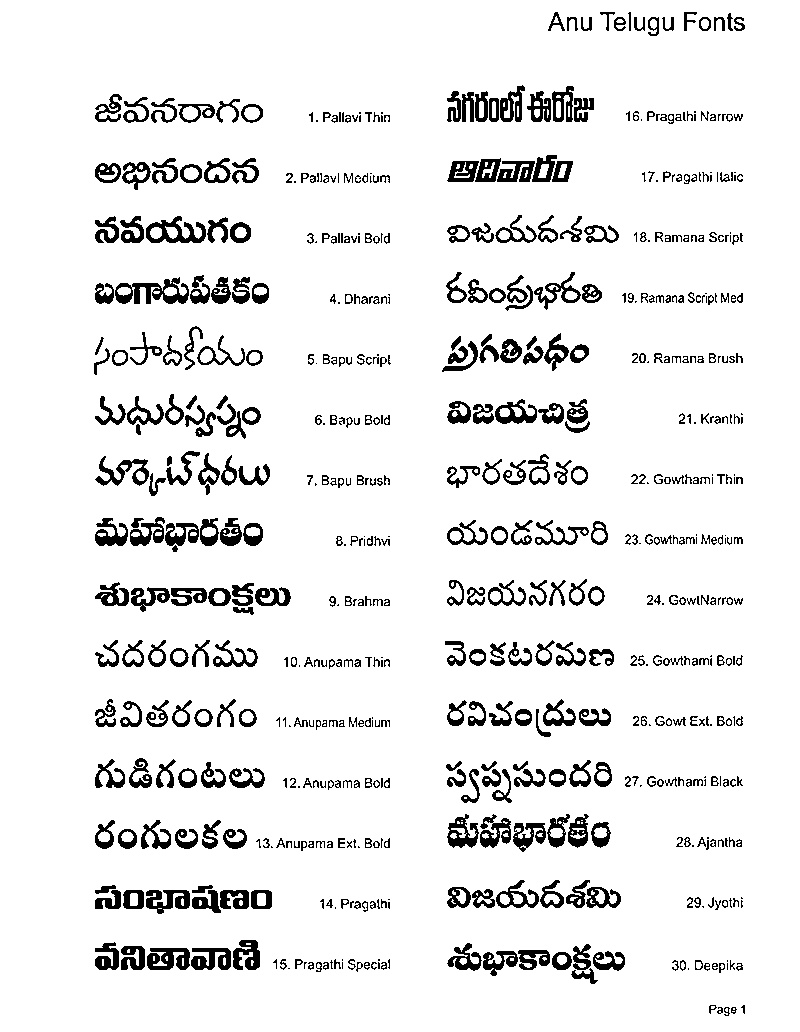 Anu Telugu Fonts
జీవనరాగం 1. Pallavi Thin
అభినందన 2. Pallavi Medium
నవయుగం 3. Pallavi Bold
బంగారుపతకం 4. Dharani
సంపాదకీయం 5. Bapu Script
మధురస్వప్నం 6. Bapu Bold
మార్కెట్‌ధరలు 7. Bapu Brush
మహాభారతం 8. Pridhvi
శుభాకాంక్షలు 9. Brahma
చదరంగము 10. Anupama Thin
జీవితరంగం 11. Anupama Medium
గుడిగంటలు 12. Anupama Bold
రంగులకల 13. Anupama Ext. Bold
సంభాషణం 14. Pragathi
వనితావాణి 15. Pragathi Special
నగరంలో ఈరోజు 16. Pragathi Narrow
ఆదివారం 17. Pragathi Italic
విజయదశమి 18. Ramana Script
రవీంద్రభారతి 19. Ramana Script Med
ప్రగతిపథం 20. Ramana Brush
విజయచిత్ర 21. Kranthi
భారతదేశం 22. Gowthami Thin
యండమూరి 23. Gowthami Medium
విజయనగరం 24. GowtNarrow
వెంకటరమణ 25. Gowthami Bold
రవిచంద్రులు 26. Gowt Ext. Bold
స్వప్నసుందరి 27. Gowthami Black
మహాభారతం 28. Ajantha
విజయదశమి 29. Jyothi
శుభాకాంక్షలు 30. Deepika
Page 1